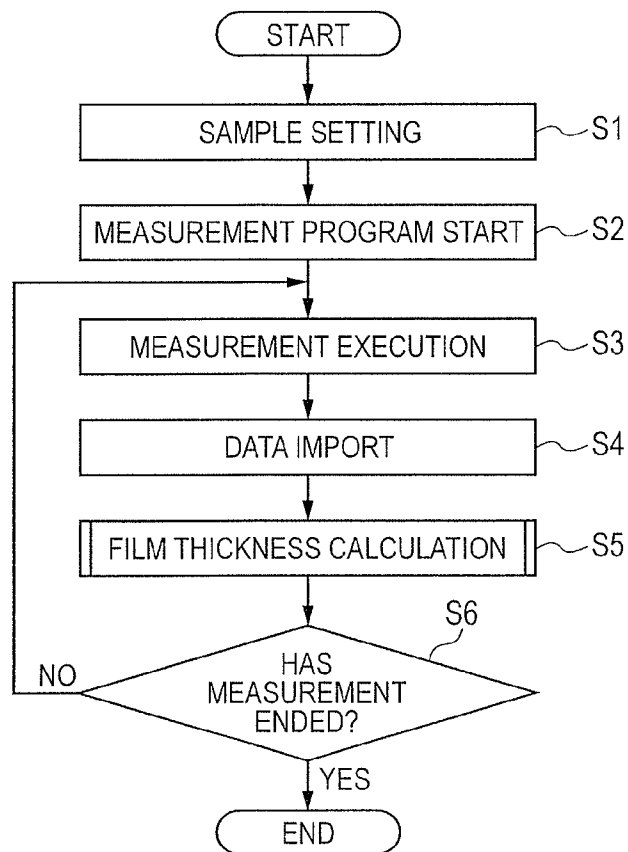 START
SAMPLE SETTING
S1
MEASUREMENT PROGRAM START
S2
MEASUREMENT EXECUTION
S3
DATA IMPORT
S4
FILM THICKNESS CALCULATION
S5
S6
NO
HAS
MEASUREMENT
ENDED?
YES
END